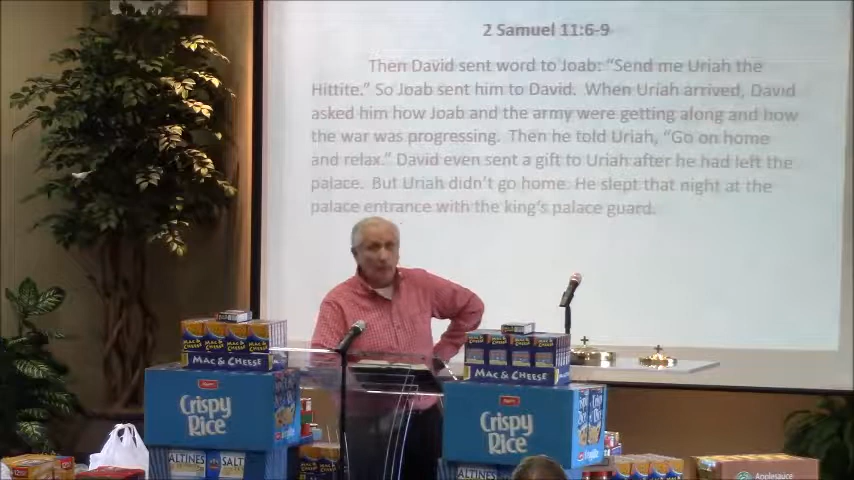 2 Samuel 11:6-9
Then David sent word to Joab: “Send me Uriah the
Hittite.” So Joab sent him to David. When Uriah arrived, David
asked him how Joab and the army were getting along and how
the war was progressing. Then he told Uriah, “Go on home
and relax.” David even sent a gift to Uriah after he had left the
palace. But Uriah didn’t go home. He slept that night at the
palace entrance with the king’s palace guard.
MAC & CHEESE
MAC & CHEESE
Crispy
Rice
Crispy
Rice
ALTINES
SALT
ALTINES
Applesauce